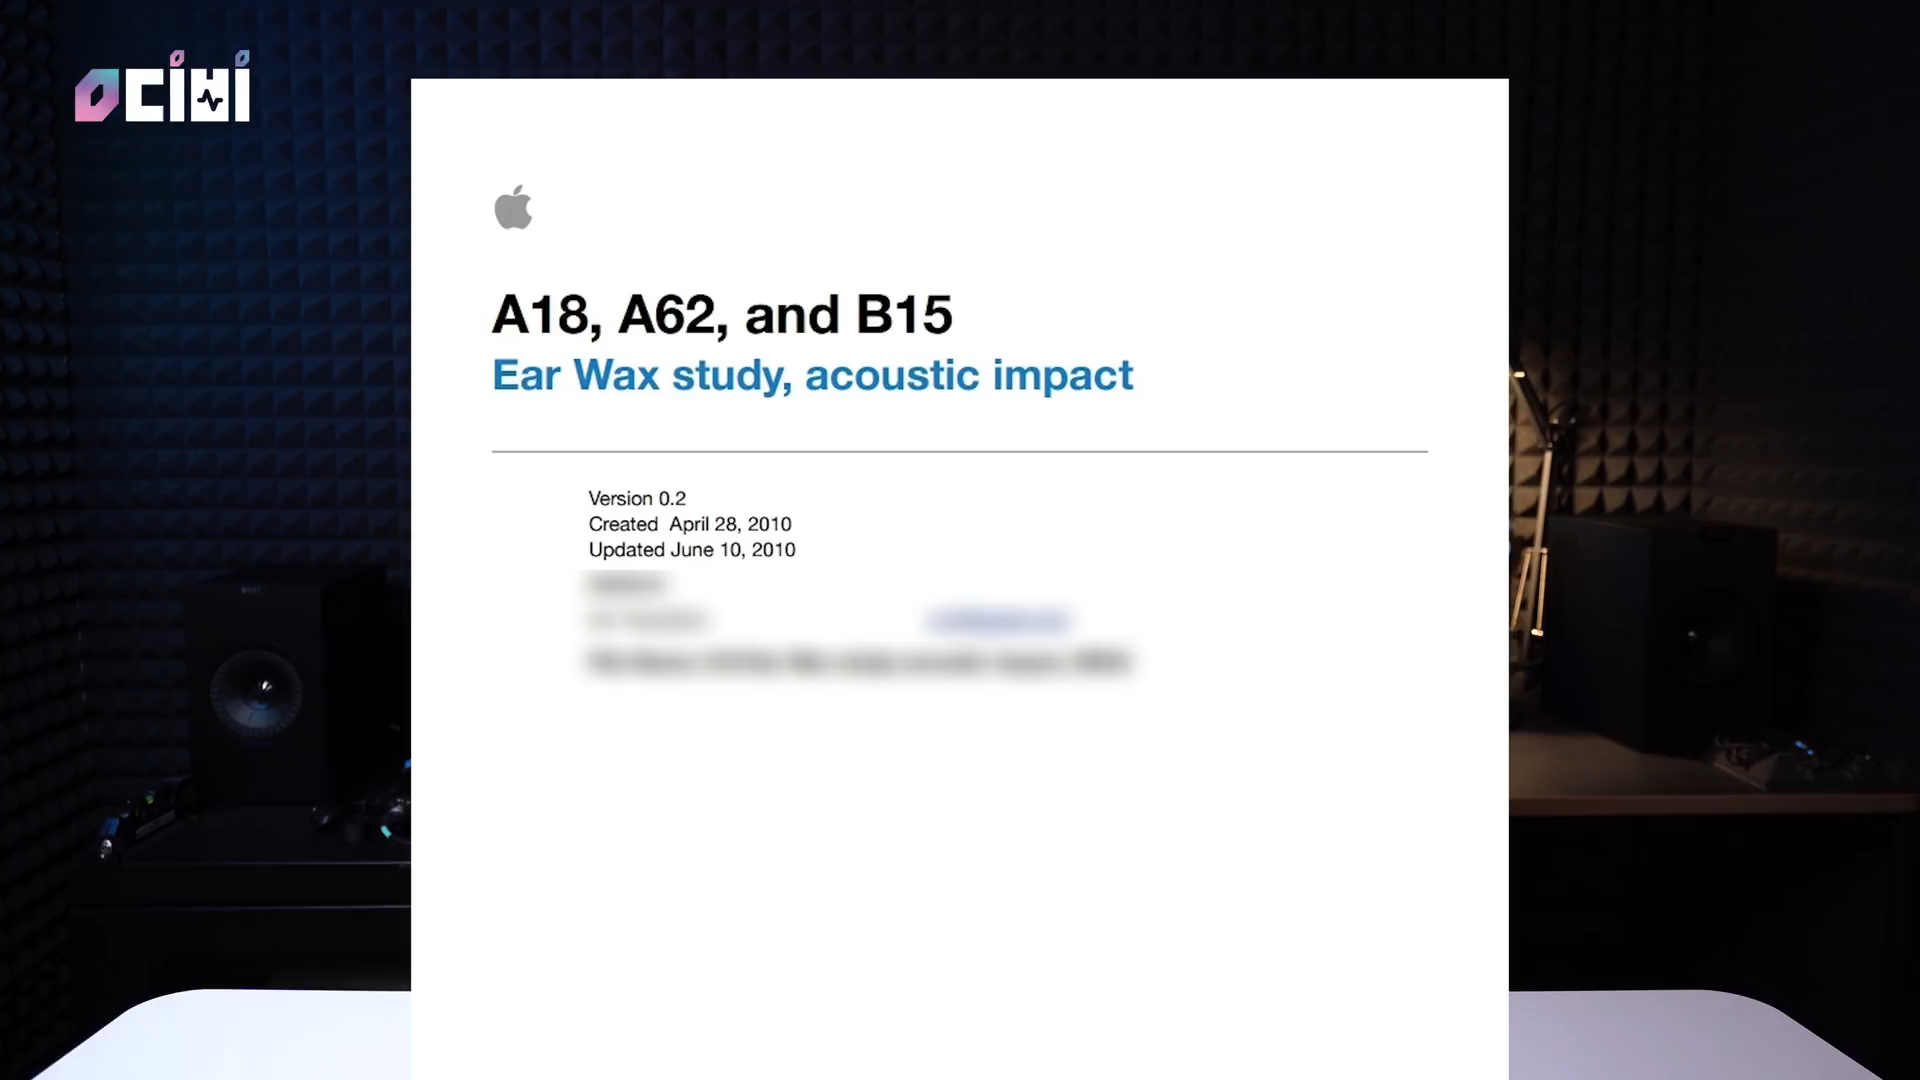 OCIUI
A18, A62, and B15
Ear Wax study, acoustic impact
Version 0.2
Created April 28, 2010
Updated June 10, 2010